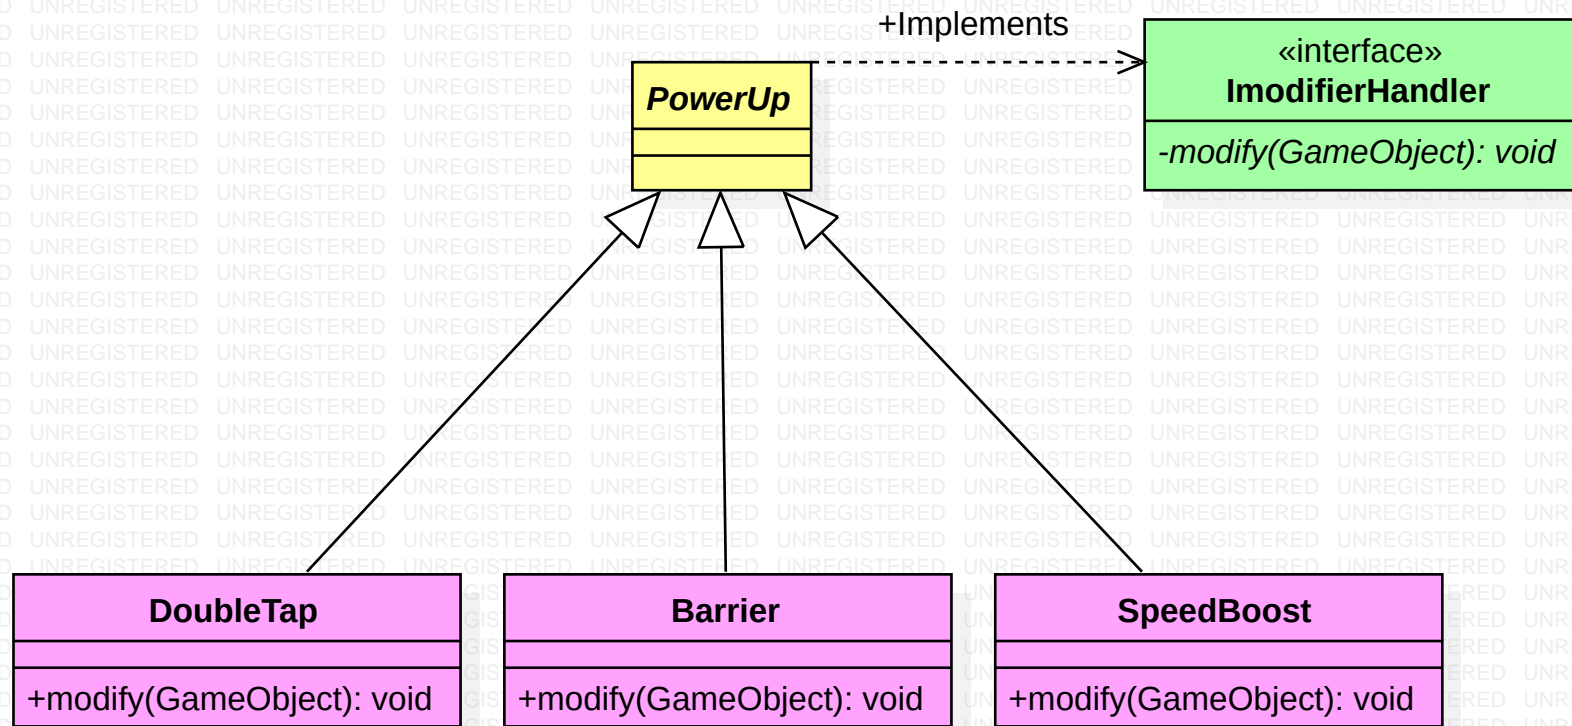 +Implements
«interface»
ImodifierHandler
-modify(GameObject): void
PowerUp
DoubleTap
+modify(GameObject): void
Barrier
+modify(GameObject): void
SpeedBoost
+modify(GameObject): void
UNREGISTERED